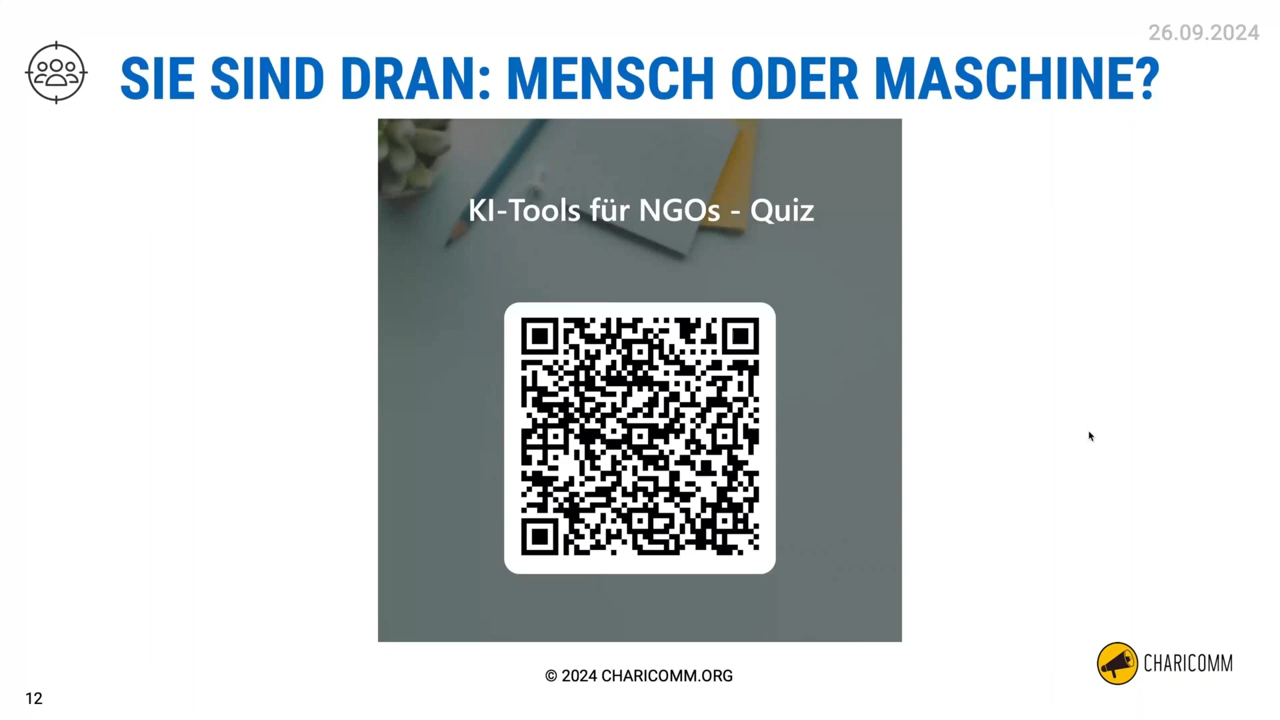 26.09.2024
SIE SIND DRAN: MENSCH ODER MASCHINE?
KI-Tools für NGOs - Quiz
© 2024 CHARICOMM.ORG
CHARICOMM
12